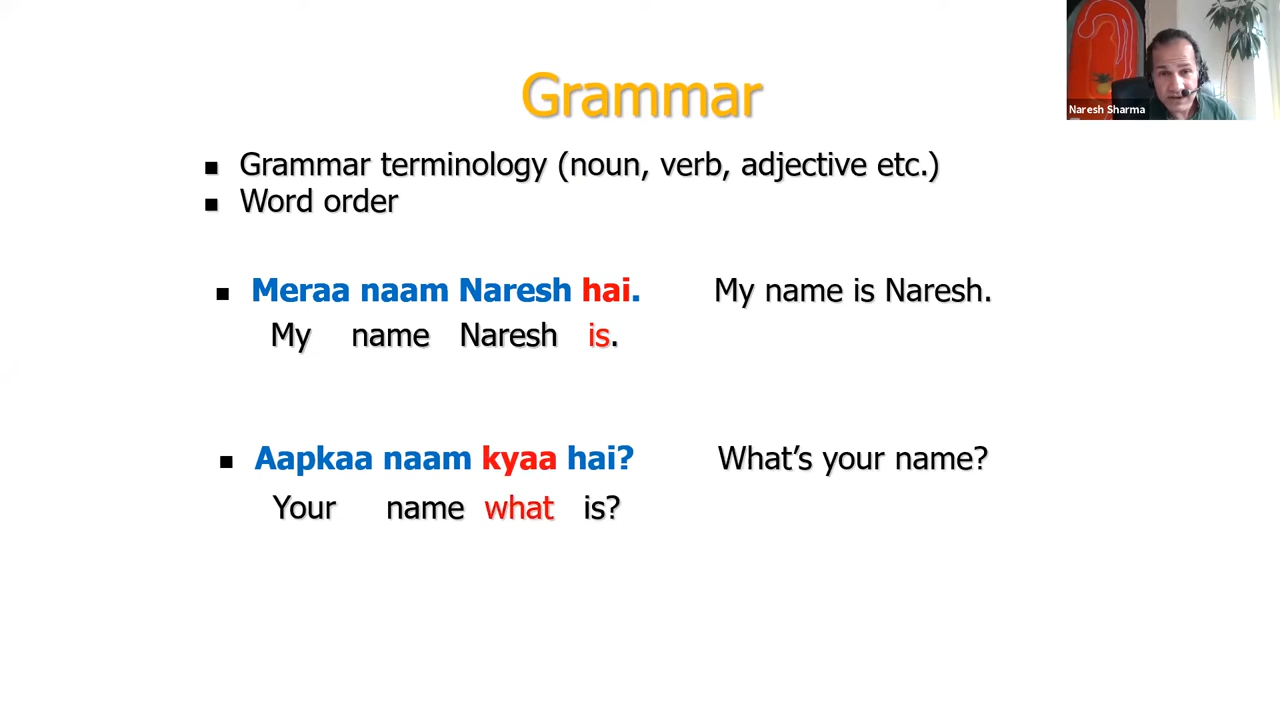 Grammar
Naresh Sharma
▪ Grammar terminology (noun, verb, adjective etc.)
▪ Word order
▪ Meraa naam Naresh hai. My name is Naresh.
My name Naresh is.
▪ Aapkaa naam kyaa hai? What’s your name?
Your name what is?